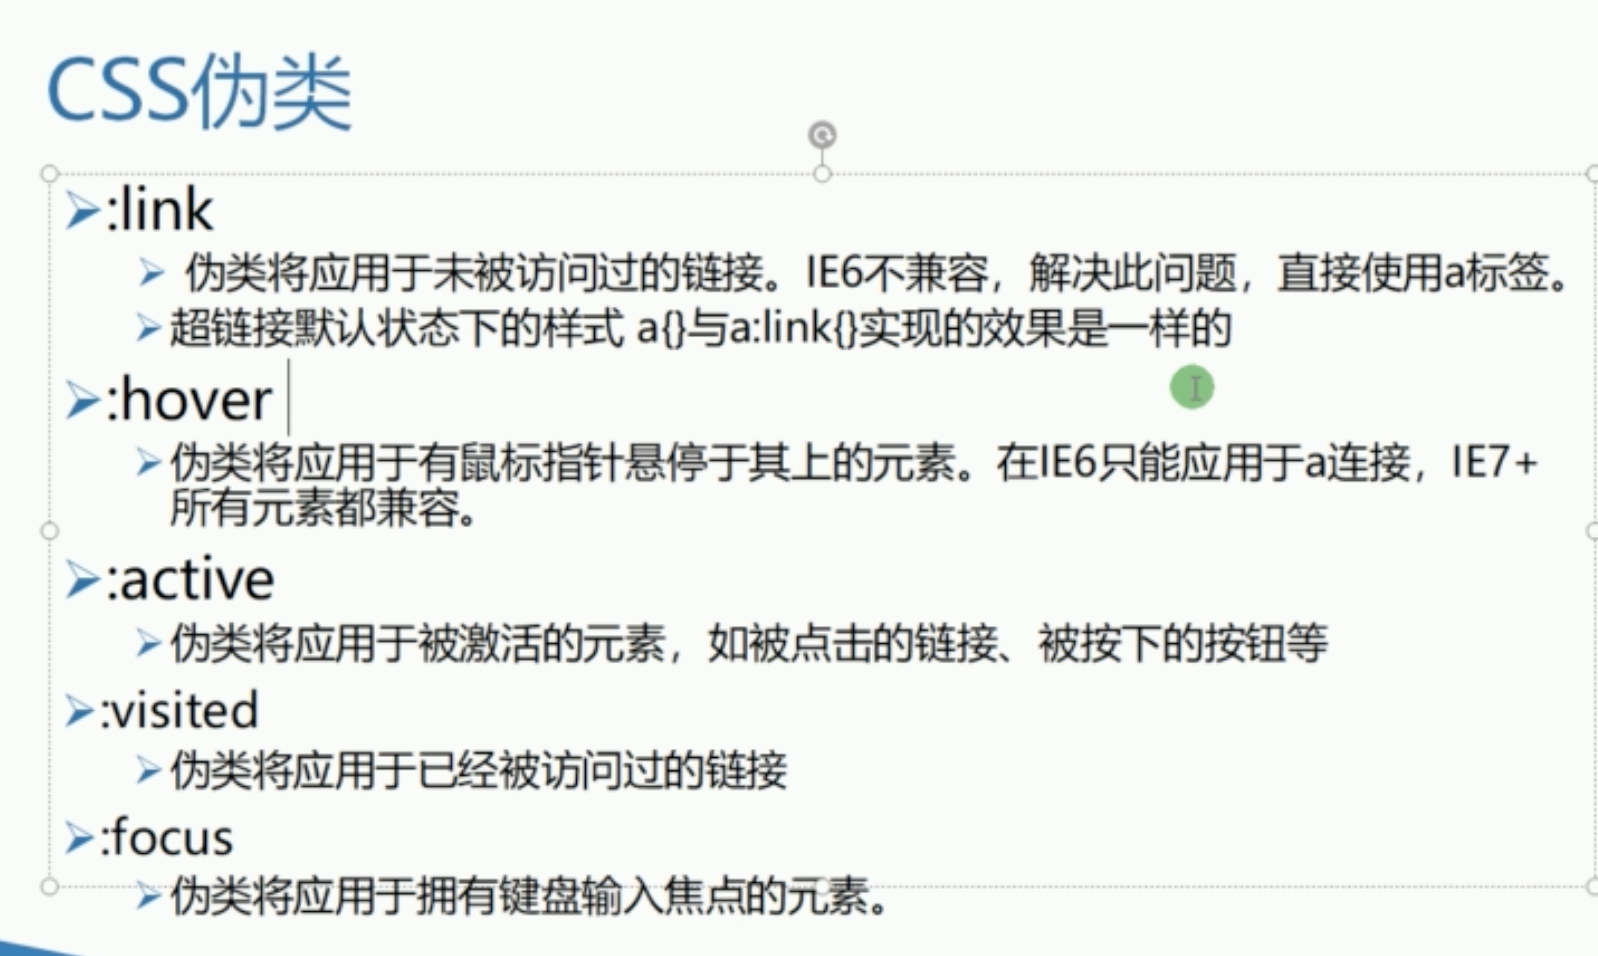 CSS伪类
:link
伪类将应用于未被访问过的链接。IE6不兼容，解决此问题，直接使用a标签。
超链接默认状态下的样式 a{}与a:link{}实现的效果是一样的
:hover
伪类将应用于有鼠标指针悬停于其上的元素。在IE6只能应用于a连接，IE7+
所有元素都兼容。
:active
伪类将应用于被激活的元素，如被点击的链接、被按下的按钮等
:visited
伪类将应用于已经被访问过的链接
:focus
伪类将应用于拥有键盘输入焦点的元素。